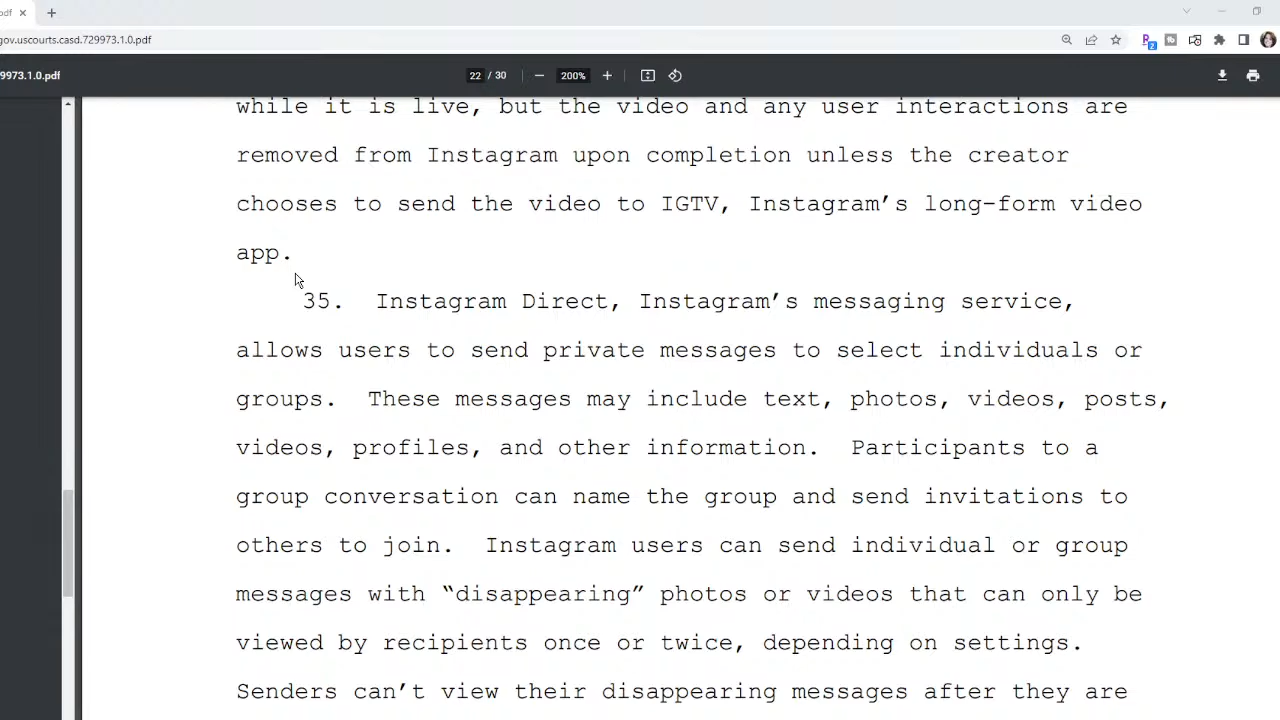 pdf
gov.uscourts.casd.729973.1.0.pdf
2
973.1.0.pdf
22 / 30
200%
while it is live, but the video and any user interactions are
removed from Instagram upon completion unless the creator
chooses to send the video to IGTV, Instagram’s long-form video
app.
35. Instagram Direct, Instagram’s messaging service,
allows users to send private messages to select individuals or
groups. These messages may include text, photos, videos, posts,
videos, profiles, and other information. Participants to a
group conversation can name the group and send invitations to
others to join. Instagram users can send individual or group
messages with “disappearing” photos or videos that can only be
viewed by recipients once or twice, depending on settings.
Senders can’t view their disappearing messages after they are